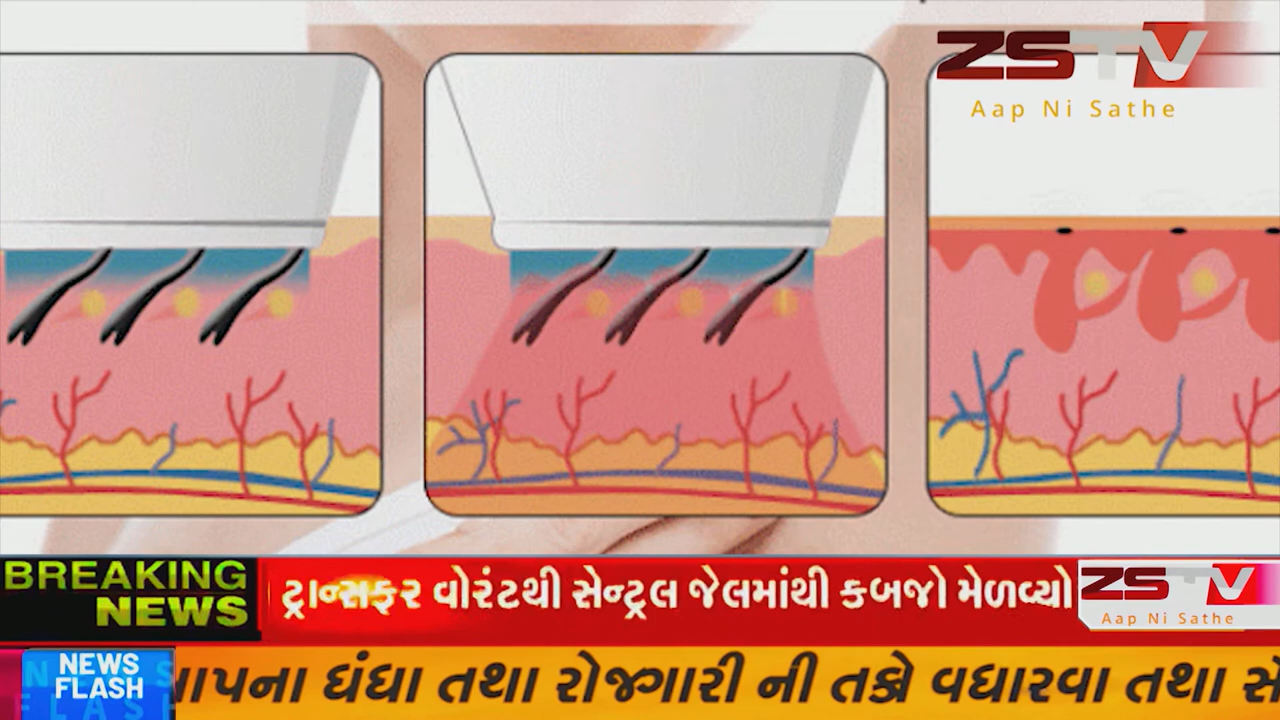 ZSTV
Aap Ni Sathe
BREAKING
NEWS
ટ્રાન્સફર વોરંટથી સેન્ટ્રલ જેલમાંથી કબજો મેળવ્યો
ZSTV
Aap Ni Sathe
NEWS
FLASH
ધંધા તથા રોજગારી ની તકો વધારવા તથા